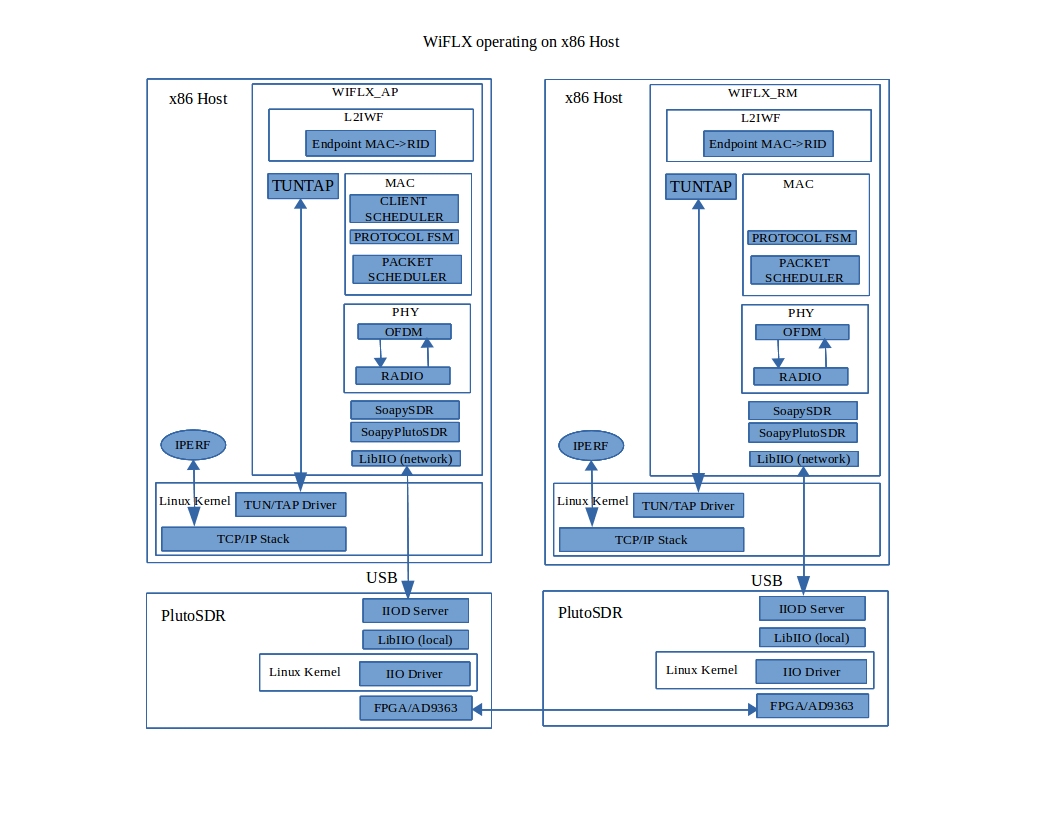 WiFLX operating on x86 Host
x86 Host
WIFLX_AP
L2IWF
Endpoint MAC->RID
TUNTAP
MAC
CLIENT
SCHEDULER
PROTOCOL FSM
PACKET
SCHEDULER
PHY
OFDM
RADIO
SoapySDR
SoapyPlutoSDR
LibIIO (network)
IPERF
Linux Kernel
TUN/TAP Driver
TCP/IP Stack
USB
PlutoSDR
IIOD Server
LibIIO (local)
Linux Kernel
IIO Driver
FPGA/AD9363
x86 Host
WIFLX_RM
L2IWF
Endpoint MAC->RID
TUNTAP
MAC
PROTOCOL FSM
PACKET
SCHEDULER
PHY
OFDM
RADIO
SoapySDR
SoapyPlutoSDR
LibIIO (network)
IPERF
Linux Kernel
TUN/TAP Driver
TCP/IP Stack
USB
PlutoSDR
IIOD Server
LibIIO (local)
Linux Kernel
IIO Driver
FPGA/AD9363